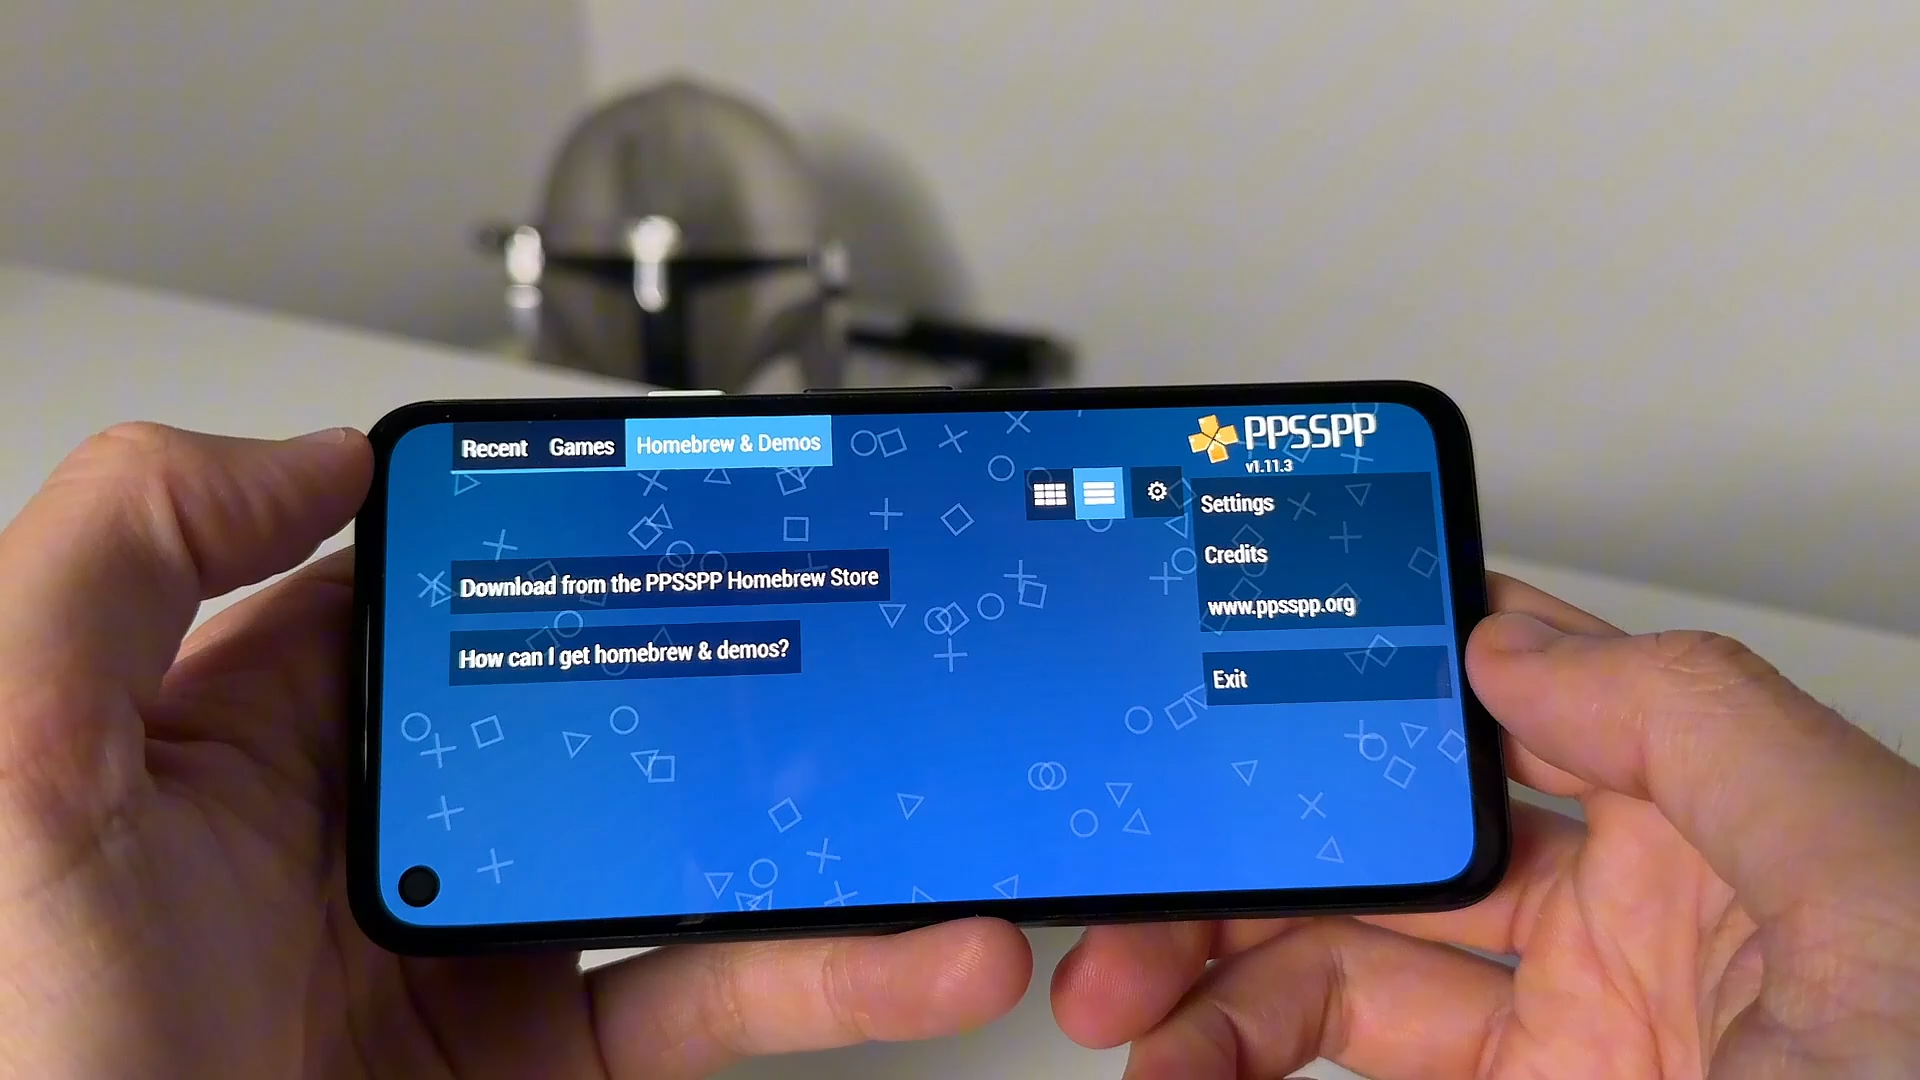 Recent Games Homebrew & Demos
PPSSPP
v1.11.3
Settings
Credits
www.ppsspp.org
Exit
Download from the PPSSPP Homebrew Store
How can I get homebrew & demos?